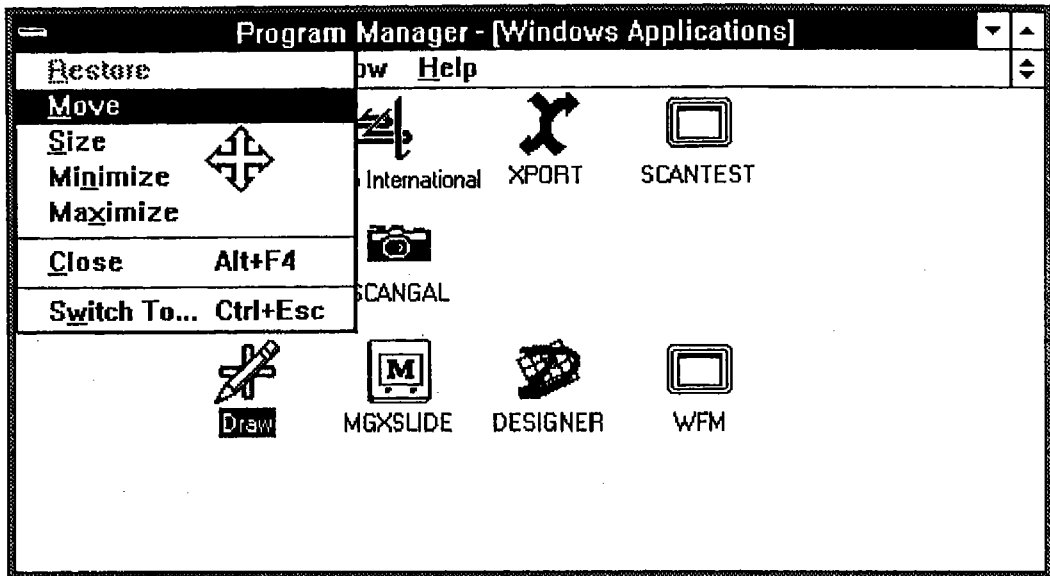 Program Manager - [Windows Applications]
Restore
ow Help
Move
Size
Minimize
Maximize
Close Alt+F4
Switch To... Ctrl+Esc
International
XPORT
SCANTEST
SCANGAL
Draw
M
MGXSLIDE
DESIGNER
WFM